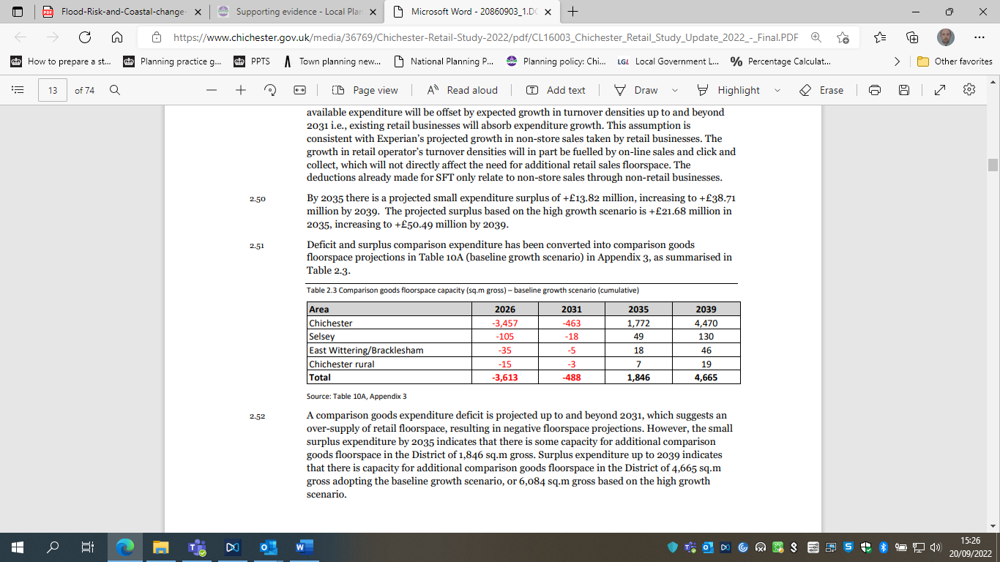 Flood-Risk-and-Coastal-change-
Supporting evidence - Local Plan
Microsoft Word - 20860903_1.DO
https://www.chichester.gov.uk/media/36769/Chichester-Retail-Study-2022/pdf/CL16003_Chichester_Retail_Study_Update_2022_-_Final.PDF
How to prepare a st... Planning practice g... PPTS Town planning new... National Planning P... Planning policy: Chi... LGL Local Government L... % Percentage Calculat... Other favorites
13 of 74 Page view Read aloud Add text Draw Highlight Erase
available expenditure will be offset by expected growth in turnover densities up to and beyond
2031 i.e., existing retail businesses will absorb expenditure growth. This assumption is
consistent with Experian's projected growth in non-store sales taken by retail businesses. The
growth in retail operator's turnover densities will in part be fuelled by on-line sales and click and
collect, which will not directly affect the need for additional retail sales floorspace. The
deductions already made for SFT only relate to non-store sales through non-retail businesses.
2.50 By 2035 there is a projected small expenditure surplus of +£13.82 million, increasing to +£38.71
million by 2039. The projected surplus based on the high growth scenario is +£21.68 million in
2035, increasing to +£50.49 million by 2039.
2.51 Deficit and surplus comparison expenditure has been converted into comparison goods
floorspace projections in Table 10A (baseline growth scenario) in Appendix 3, as summarised in
Table 2.3.
Table 2.3 Comparison goods floorspace capacity (sq.m gross) – baseline growth scenario (cumulative)
Area 2026 2031 2035 2039
Chichester -3,457 -463 1,772 4,470
Selsey -105 -18 49 130
East Wittering/Bracklesham -35 -5 18 46
Chichester rural -15 -3 7 19
Total -3,613 -488 1,846 4,665
Source: Table 10A, Appendix 3
2.52 A comparison goods expenditure deficit is projected up to and beyond 2031, which suggests an
over-supply of retail floorspace, resulting in negative floorspace projections. However, the small
surplus expenditure by 2035 indicates that there is some capacity for additional comparison
goods floorspace in the District of 1,846 sq.m gross. Surplus expenditure up to 2039 indicates
that there is capacity for additional comparison goods floorspace in the District of 4,665 sq.m
gross adopting the baseline growth scenario, or 6,084 sq.m gross based on the high growth
scenario.
15:26
20/09/2022